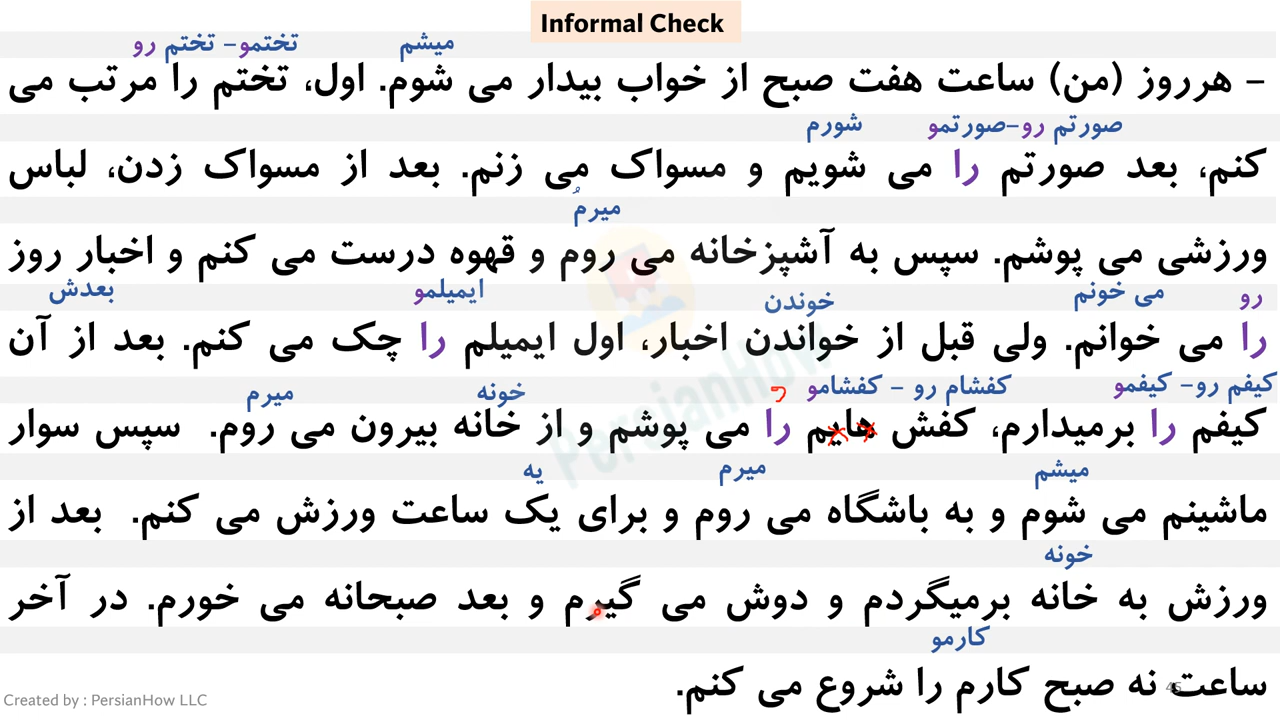 Informal Check
تختمو – تختم رو میشم
– هرروز (من) ساعت هفت صبح از خواب بیدار می شوم. اول، تختم را مرتب می
صورتم رو–صورتمو شورم
کنم، بعد صورتم را می شویم و مسواک می زنم. بعد از مسواک زدن، لباس
میرمُ
ورزشی می پوشم. سپس به آشپزخانه می روم و قهوه درست می کنم و اخبار روز
رو می خونم خوندن ایمیلمو بعدش
را می خوانم. ولی قبل از خواندن اخبار، اول ایمیلم را چک می کنم. بعد از آن
کیفم رو– کیفمو کفشام رو – کفشامو خونه میرم
کیفم را برمیدارم، کفش هایم را می پوشم و از خانه بیرون می روم. سپس سوار
میشم میرم یه
ماشینم می شوم و به باشگاه می روم و برای یک ساعت ورزش می کنم. بعد از
خونه
ورزش به خانه برمیگردم و دوش می گیرم و بعد صبحانه می خورم. در آخر
کارمو
ساعت نه صبح کارم را شروع می کنم.
PersianHow
Created by : PersianHow LLC